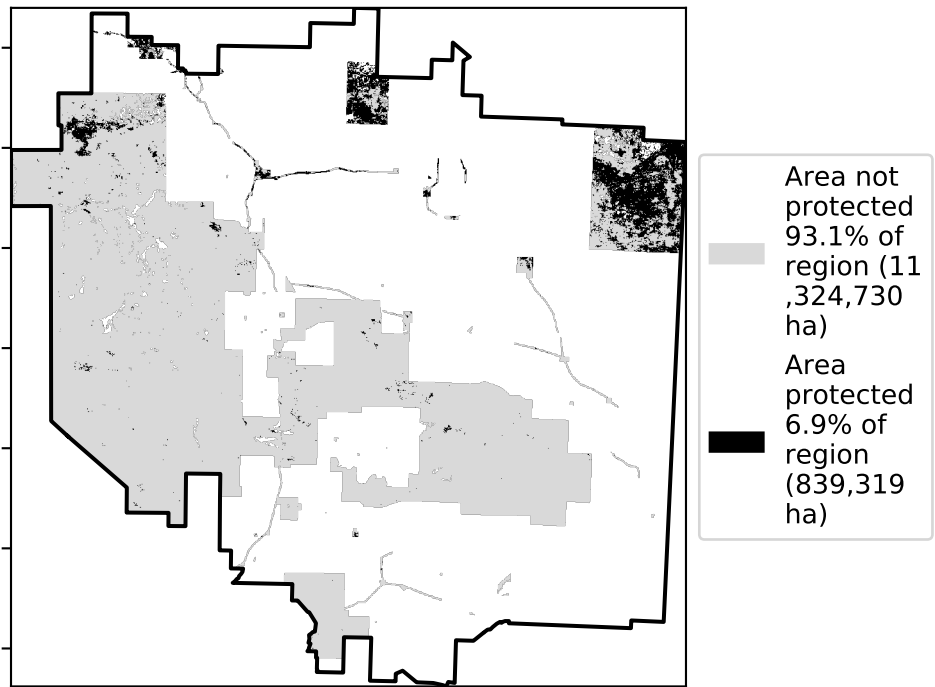 Area not
protected
93.1% of
region (11
,324,730
ha)
Area
protected
6.9% of
region
(839,319
ha)